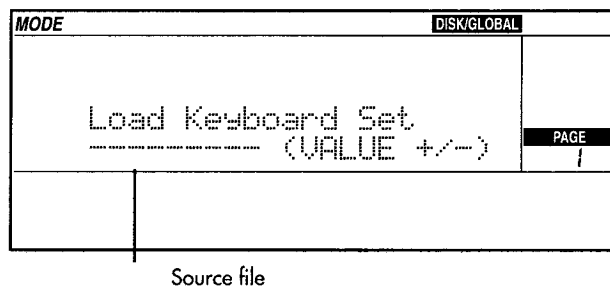 MODE DISK/GLOBAL
Load Keyboard Set
---------- (VALUE +/-)
PAGE
1
Source file